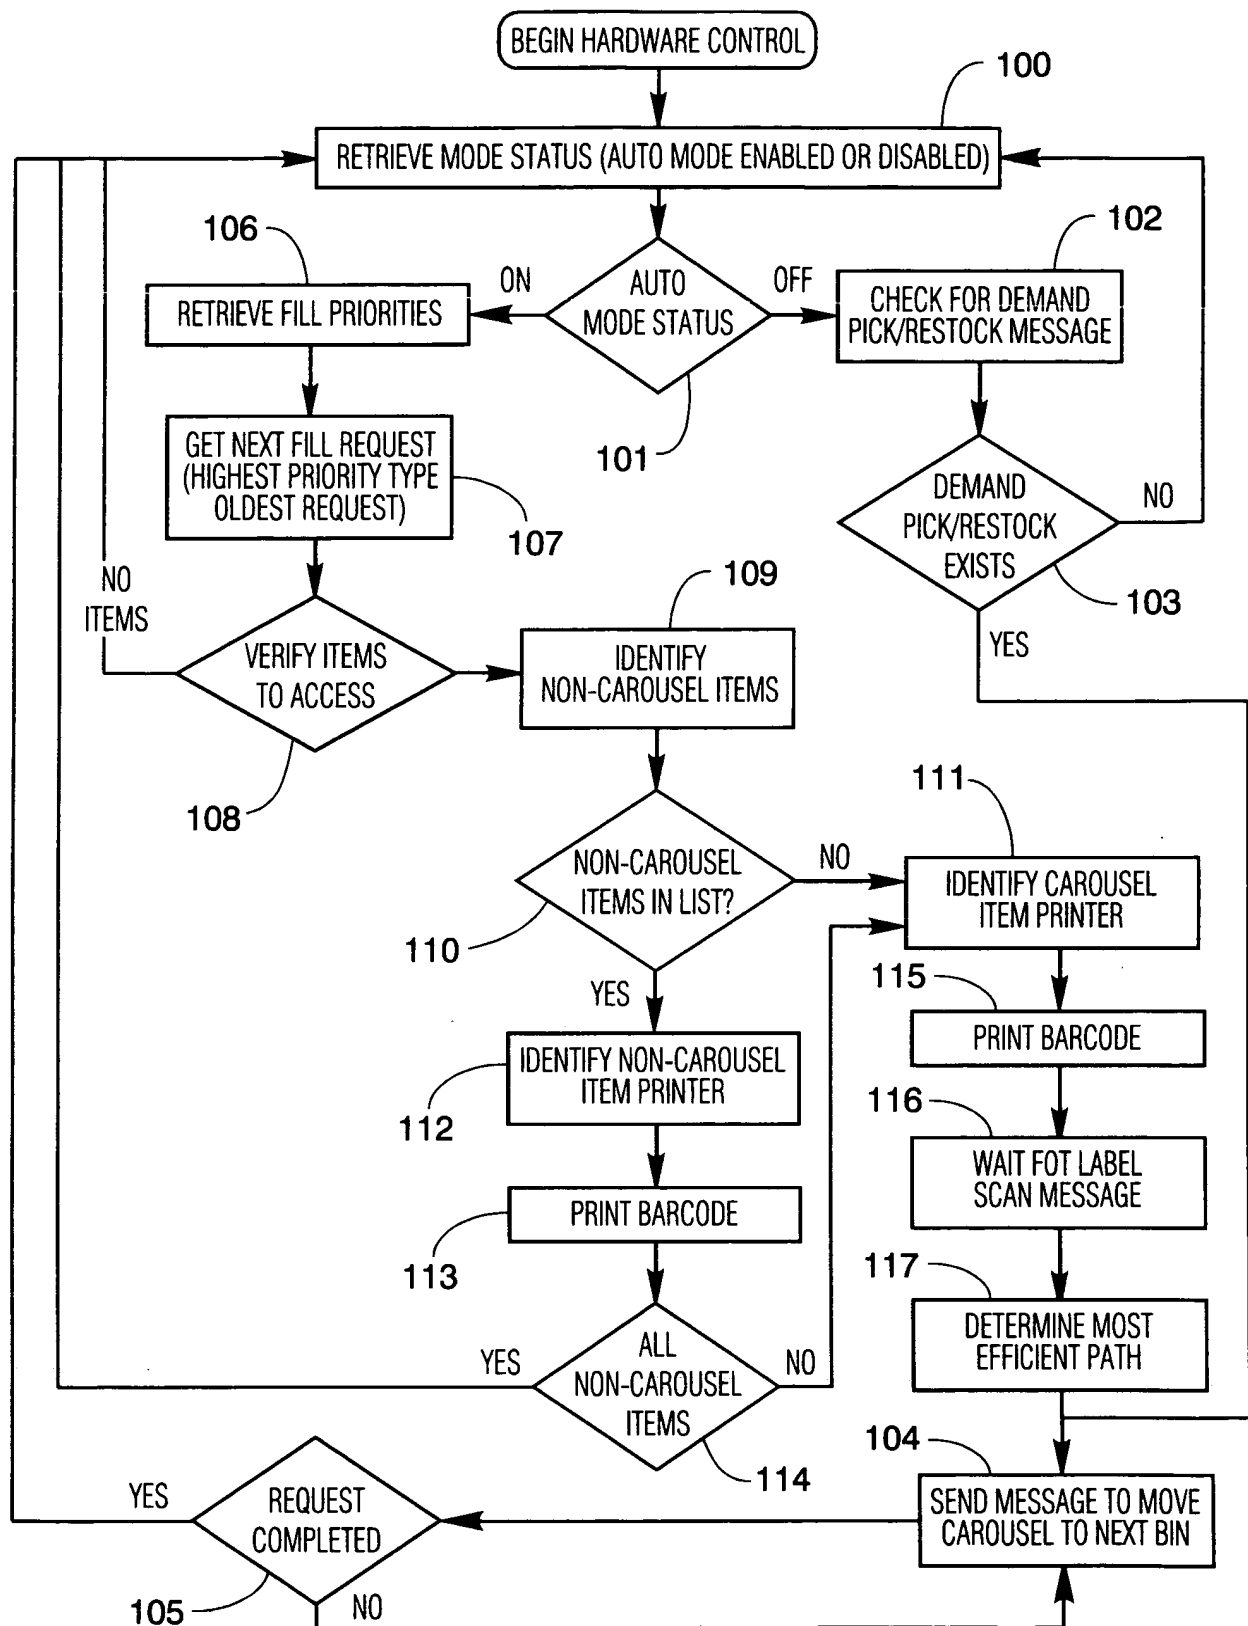 BEGIN HARDWARE CONTROL
100
RETRIEVE MODE STATUS (AUTO MODE ENABLED OR DISABLED)
106
102
ON
AUTO
MODE STATUS
OFF
RETRIEVE FILL PRIORITIES
CHECK FOR DEMAND
PICK/RESTOCK MESSAGE
101
GET NEXT FILL REQUEST
(HIGHEST PRIORITY TYPE
OLDEST REQUEST)
107
DEMAND
PICK/RESTOCK
EXISTS
NO
103
YES
NO
ITEMS
109
VERIFY ITEMS
TO ACCESS
108
IDENTIFY
NON-CAROUSEL ITEMS
111
NON-CAROUSEL
ITEMS IN LIST?
NO
110
YES
IDENTIFY CAROUSEL
ITEM PRINTER
115
PRINT BARCODE
IDENTIFY NON-CAROUSEL
ITEM PRINTER
112
116
WAIT FOT LABEL
SCAN MESSAGE
PRINT BARCODE
113
117
DETERMINE MOST
EFFICIENT PATH
YES
ALL
NON-CAROUSEL
ITEMS
NO
114
104
SEND MESSAGE TO MOVE
CAROUSEL TO NEXT BIN
YES
REQUEST
COMPLETED
105
NO